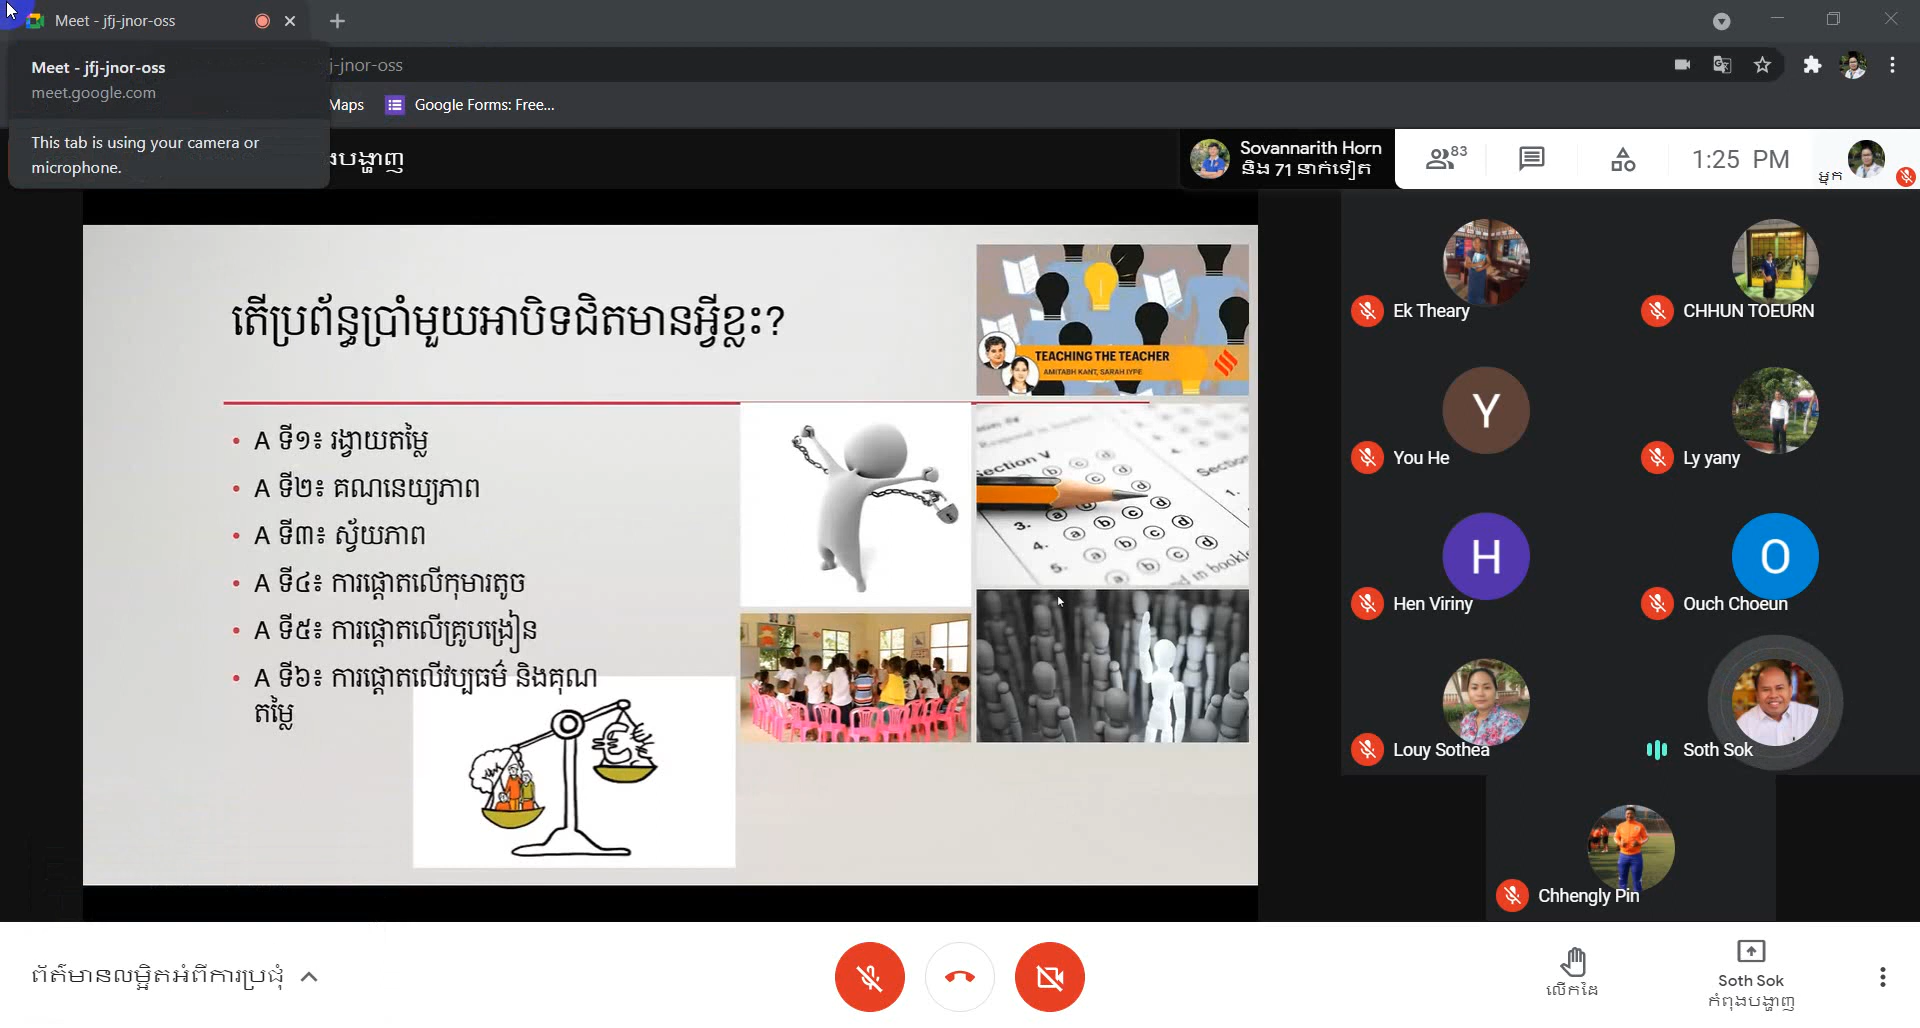 Meet - jfj-jnor-oss
Meet - jfj-jnor-oss
meet.google.com
This tab is using your camera or
microphone.
j-jnor-oss
Maps
Google Forms: Free...
ងបង្ហាញ
Sovannarith Horn
និង 71 នាក់ទៀត
83
1:25 PM
អ្នក
តើប្រព័ន្ធប្រាំមួយអាបិទជិតមានអ្វីខ្លះ?
• A ទី១៖ រង្វាយតម្លៃ
• A ទី២៖ គណនេយ្យភាព
• A ទី៣៖ ស្វ័យភាព
• A ទី៤៖ ការផ្តោតលើកុមារតូច
• A ទី៥៖ ការផ្តោតលើគ្រូបង្រៀន
• A ទី៦៖ ការផ្តោតលើវប្បធម៌ និងគុណ
តម្លៃ
TEACHING THE TEACHER
AMITABH KANT, SARAH IYPE
Section V
Ek Theary
CHHUN TOEURN
You He
Ly yany
Hen Viriny
Ouch Choeun
Louy Sothea
Soth Sok
Chhengly Pin
ព័ត៌មានលម្អិតអំពីការប្រជុំ
លើកដៃ
Soth Sok
កំពុងបង្ហាញ